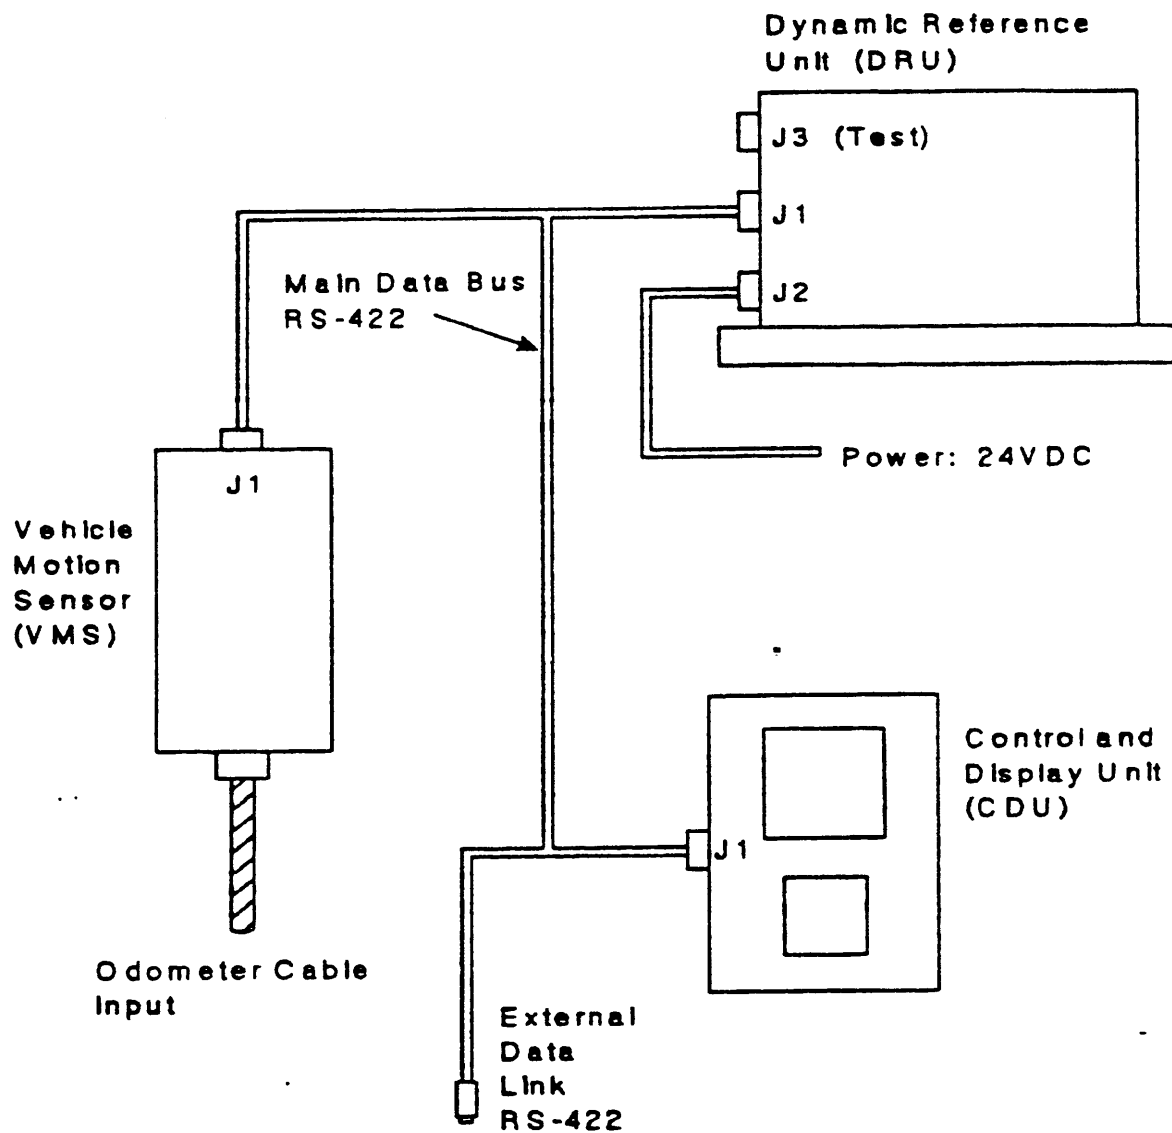 Dynamic Reference
Unit (DRU)
J3 (Test)
J1
J2
Main Data Bus
RS-422
Power: 24VDC
J1
Vehicle
Motion
Sensor
(VMS)
Control and
Display Unit
(CDU)
J1
Odometer Cable
Input
External
Data
Link
RS-422